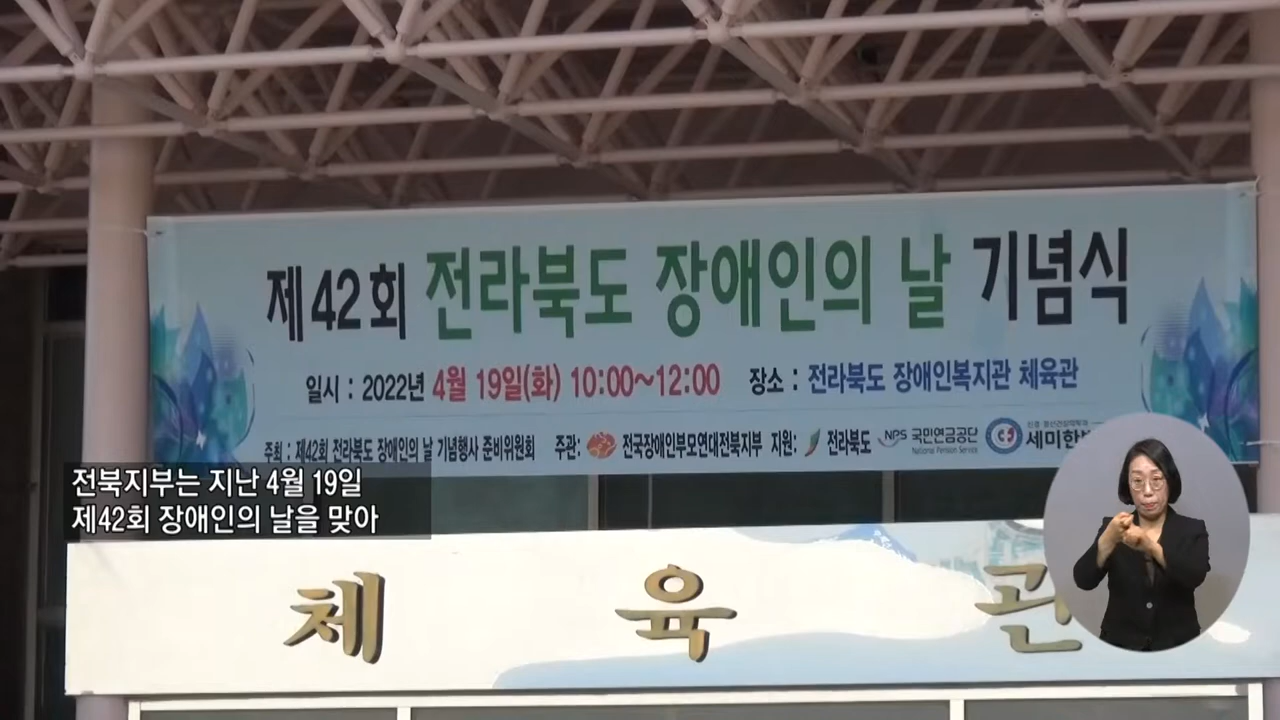 제42회 전라북도 장애인의 날 기념식
일시 : 2022년 4월 19일(화) 10:00~12:00 장소 : 전라북도 장애인복지관 체육관
주최 : 제42회 전라북도 장애인의 날 기념행사 준비위원회 주관: 전국장애인부모연대전북지부 지원: 전라북도 NPS 국민연금공단
National Pension Service
전북지부는 지난 4월 19일
제42회 장애인의 날을 맞아
체육관